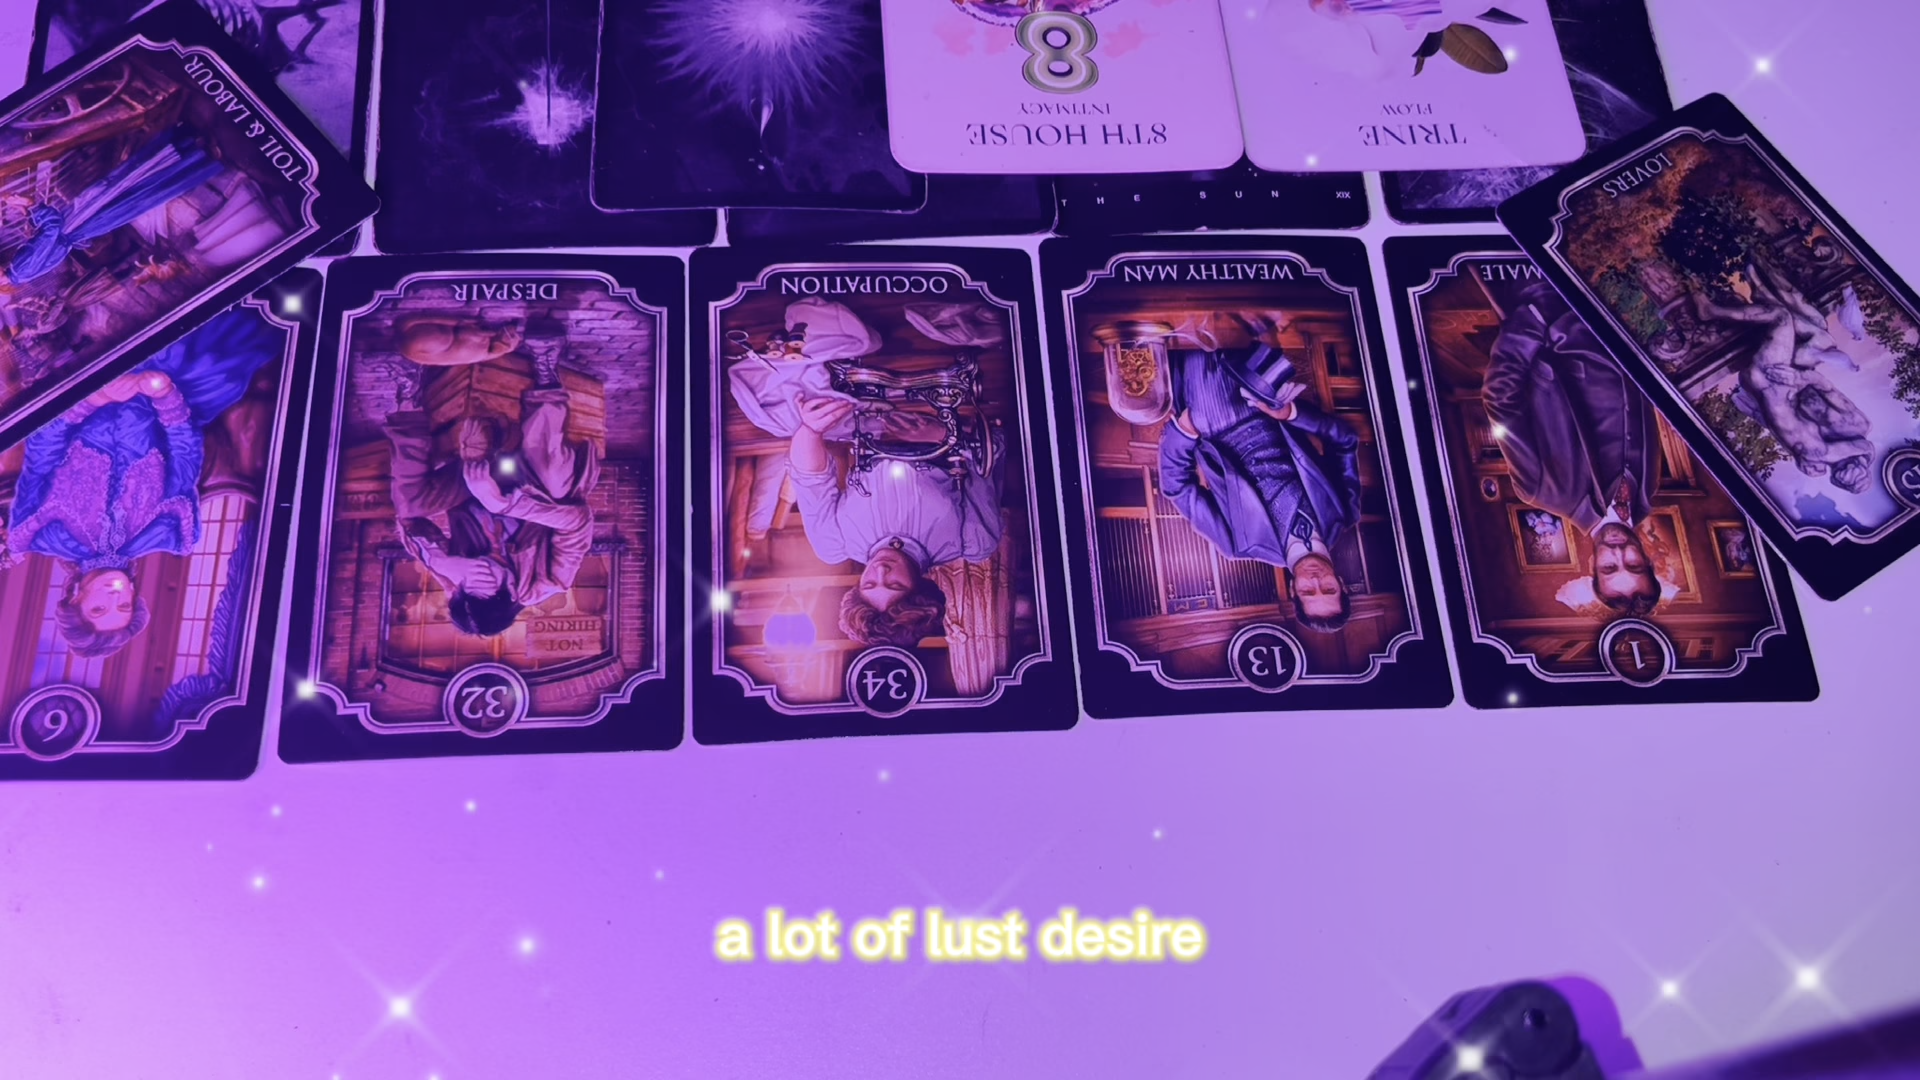 TOIL & LABOUR
8
INTIMACY
8TH HOUSE
FLOW
TRINE
THE SUN XIX
LOVERS
DESPAIR
OCCUPATION
WEALTHY MAN
MALE
NOT
HIRING
6
32
34
13
1
a lot of lust desire